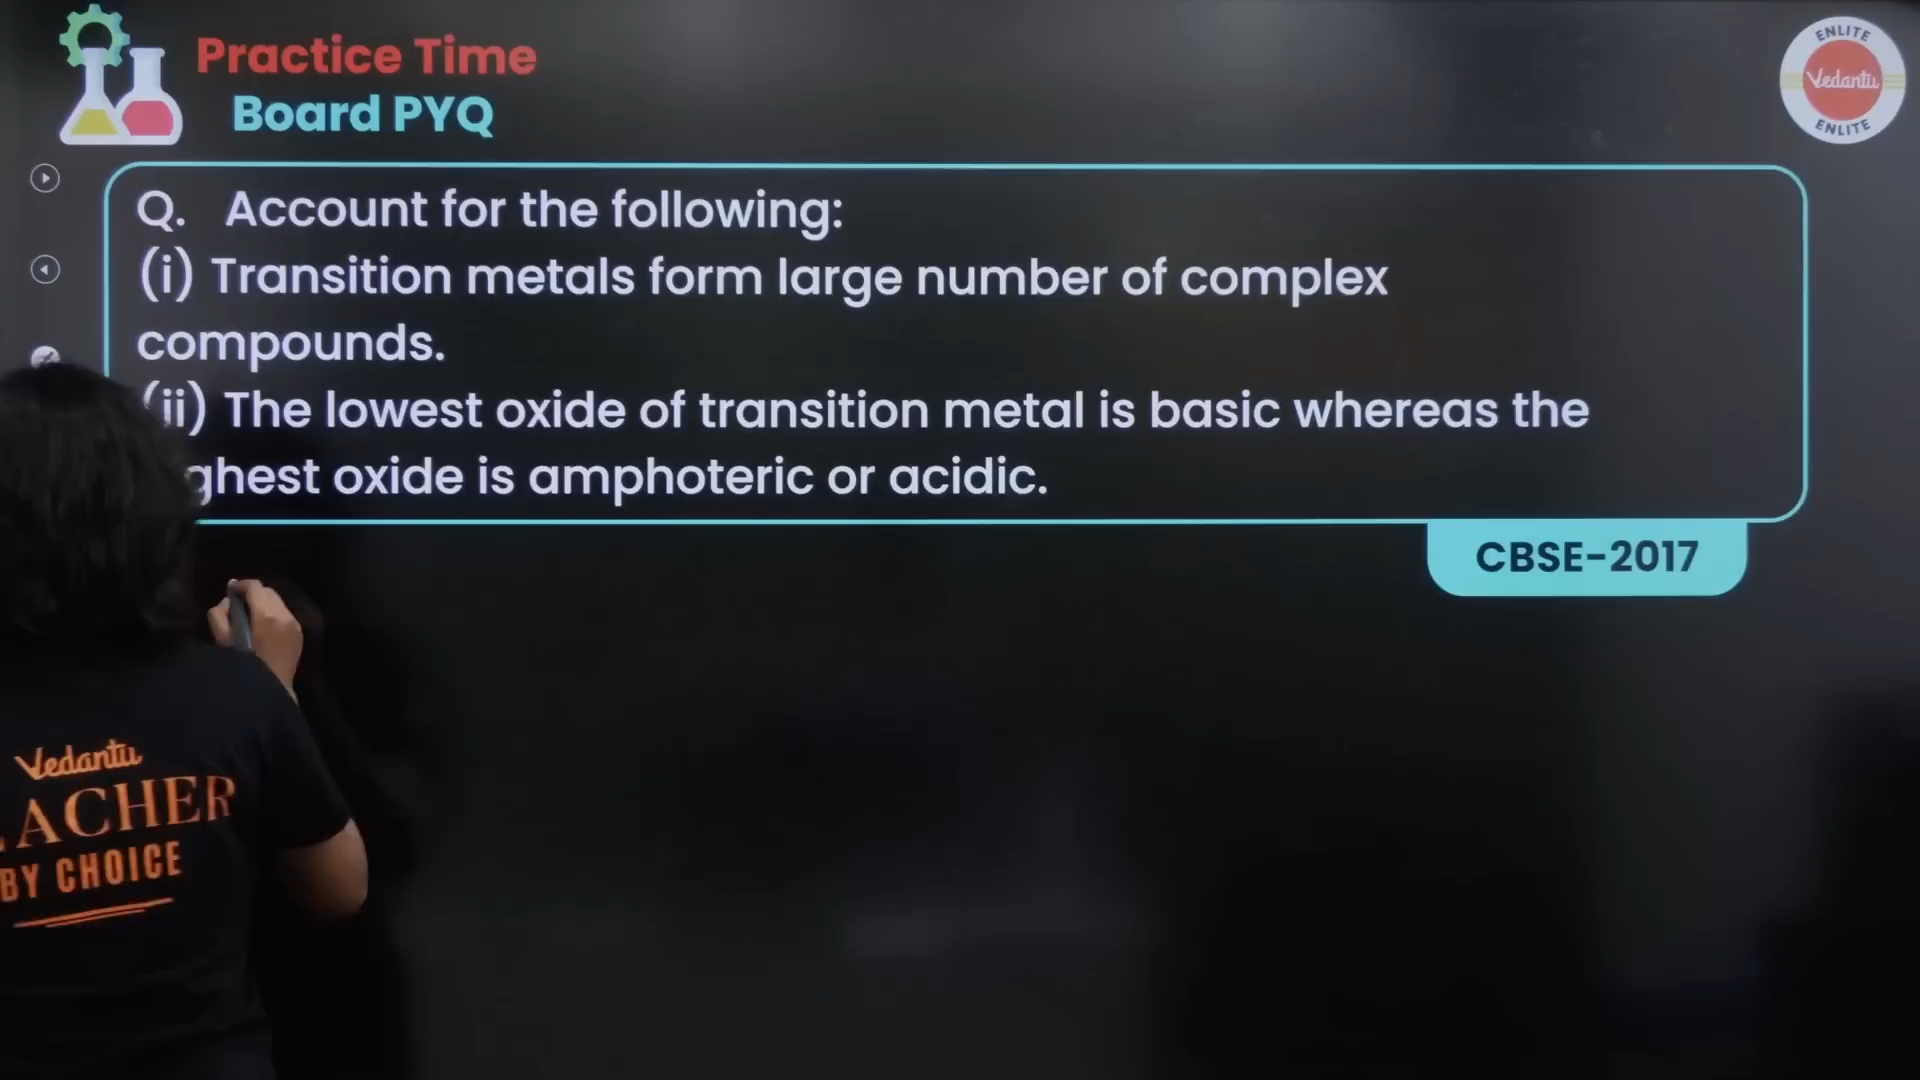 Practice Time
Board PYQ
ENLITE
Vedantu
ENLITE
Q. Account for the following:
(i) Transition metals form large number of complex
compounds.
(ii) The lowest oxide of transition metal is basic whereas the
oxide is amphoteric or acidic.
CBSE-2017
Vedantu
BY CHOICE